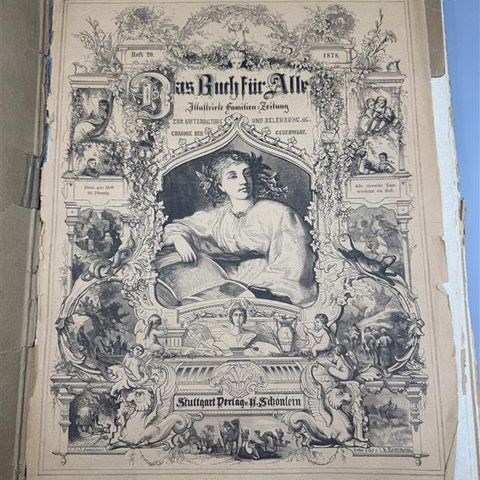 Heft 20.
1878.
Das Buch für Alle
Illustrirte Familien-Zeitung
ZUR UNTERHALTUNG UND BELEHRUNG.
CHRONIK DER GEGENWART.
Preis pro Heft
30 Pfennig.
Alle vierzehn Tage
erscheint ein Heft.
Stuttgart Verlag v. H. Schönlein